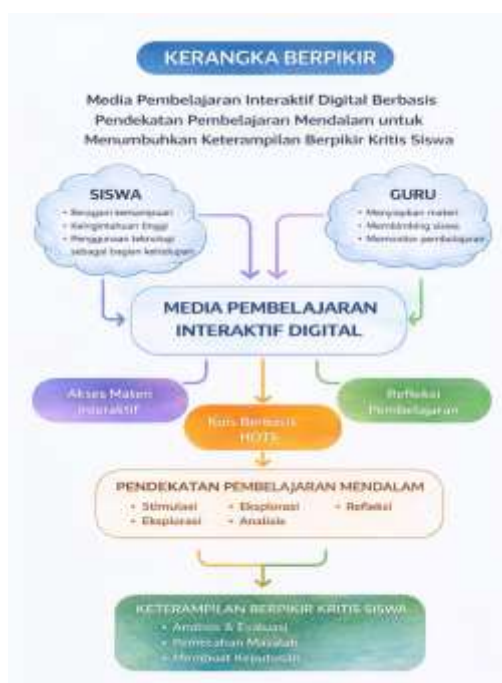 KERANGKA BERPIKIR
Media Pembelajaran Interaktif Digital Berbasis
Pendekatan Pembelajaran Mendalam untuk
Menumbuhkan Keterampilan Berpikir Kritis Siswa
SISWA
• Beragam kemampuan
• Keingintahuan tinggi
• Penggunaan teknologi
sebagai bagian kehidupan
GURU
• Menyiapkan materi
• Membimbing siswa
• Memonitor pembelajaran
MEDIA PEMBELAJARAN
INTERAKTIF DIGITAL
Akses Materi
Interaktif
Kuis Berbasis
HOTS
Refleksi
Pembelajaran
PENDEKATAN PEMBELAJARAN MENDALAM
• Stimulasi • Eksplorasi • Refleksi
• Eksplorasi • Analisis
KETERAMPILAN BERPIKIR KRITIS SISWA
• Analisis & Evaluasi
• Pemecahan Masalah
• Membuat Keputusan